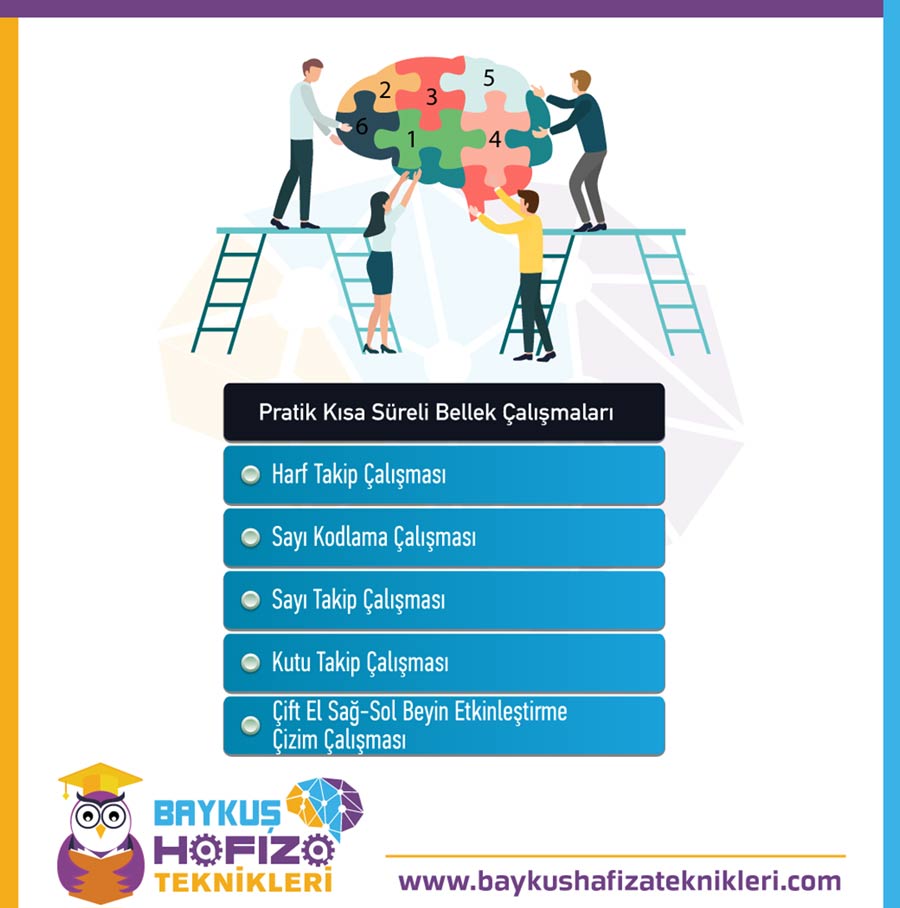 5
2
3
6
1
4
Pratik Kısa Süreli Bellek Çalışmaları
Harf Takip Çalışması
Sayı Kodlama Çalışması
Sayı Takip Çalışması
Kutu Takip Çalışması
Çift El Sağ-Sol Beyin Etkinleştirme
Çizim Çalışması
BAYKUŞ
HAFIZA
TEKNİKLERİ
www.baykushafizateknikleri.com